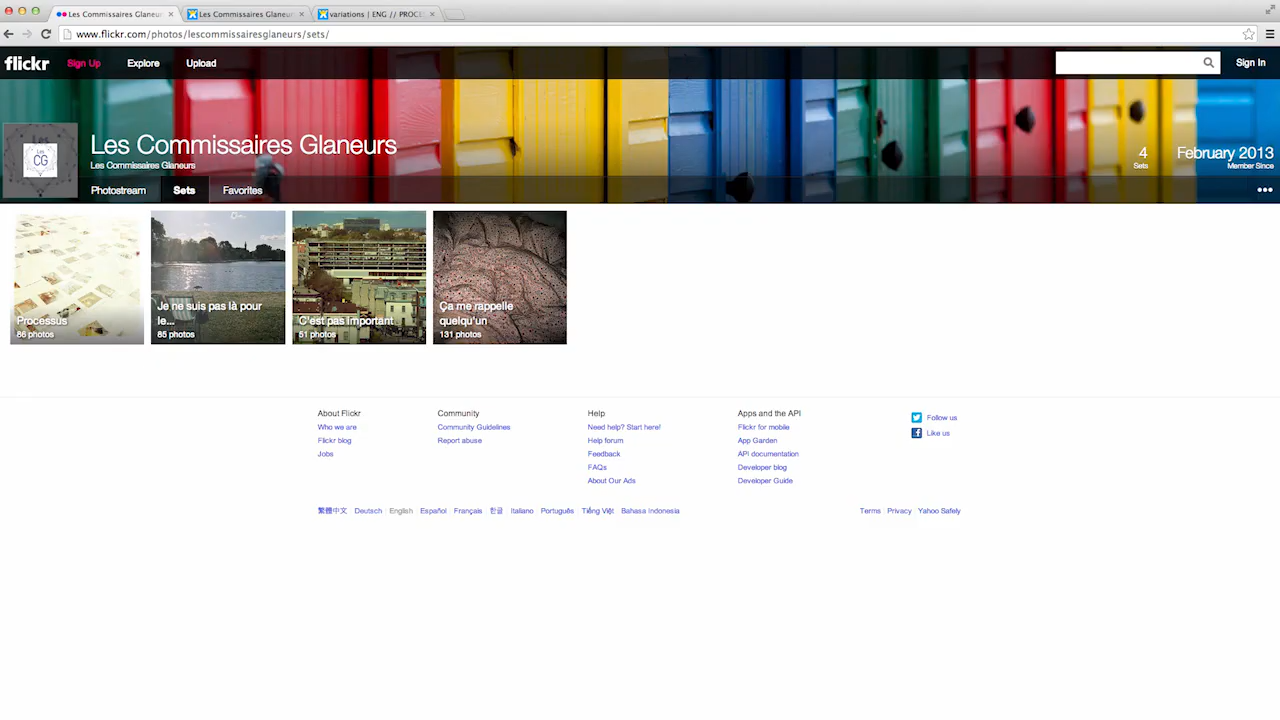 Les Commissaires Glaneurs
Les Commissaires Glaneurs
variations | ENG // PROCE
www.flickr.com/photos/lescommissairesglaneurs/sets/
flickr Sign Up Explore Upload Sign In
Les CG
Les Commissaires Glaneurs
Les Commissaires Glaneurs
4
Sets
February 2013
Member Since
Photostream Sets Favorites •••
Processus
86 photos
Je ne suis pas là pour
le...
85 photos
C'est pas important
51 photos
Ça me rappelle
quelqu'un
131 photos
About Flickr
Who we are
Flickr blog
Jobs
Community
Community Guidelines
Report abuse
Help
Need help? Start here!
Help forum
Feedback
FAQs
About Our Ads
Apps and the API
Flickr for mobile
App Garden
API documentation
Developer blog
Developer Guide
Follow us
Like us
繁體中文 Deutsch English Español Français 한글 Italiano Português Tiếng Việt Bahasa Indonesia
Terms Privacy Yahoo Safely